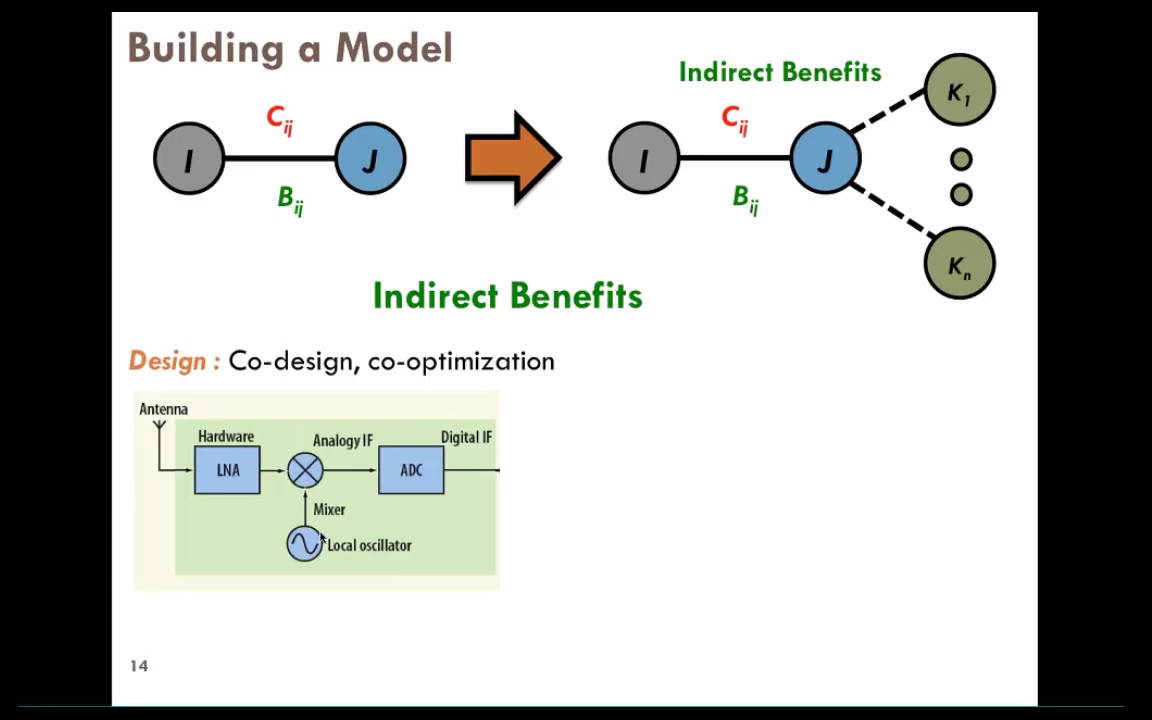 Building a Model
Indirect Benefits
I
Cij
J
Bij
I
Cij
J
Bij
K1
Kn
Indirect Benefits
Design : Co-design, co-optimization
Antenna
Hardware
Analogy IF
Digital IF
LNA
ADC
Mixer
Local oscillator
14